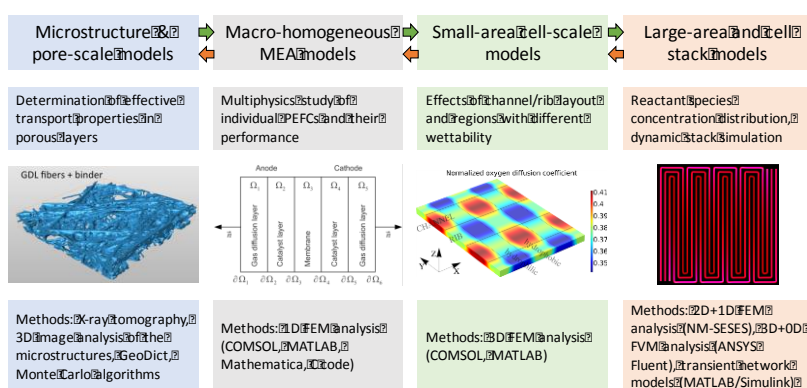 Microstructure &
pore-scale models
Macro-homogeneous
MEA models
Small-area cell-scale
models
Large-area and cell
stack models
Determination of effective
transport properties in
porous layers
Multiphysics study of
individual PEFCs and their
performance
Effects of channel/rib layout
and regions with different
wettability
Reactant species
concentration distribution,
dynamic stack simulation
GDL fibers + binder
Anode
Cathode
Ω₁ Ω₂ Ω₃ Ω₄ Ω₅
Gas diffusion layer
Catalyst layer
Membrane
Catalyst layer
Gas diffusion layer
∂Ω₁ ∂Ω₂ ∂Ω₃ ∂Ω₄ ∂Ω₅ ∂Ω₆
Normalized oxygen diffusion coefficient
CHANNEL
RIB
hydrophobic
Z
Y
X
0.41
0.4
0.39
0.38
0.37
0.36
0.35
Methods: X-ray tomography,
3D image analysis of the
microstructures, GeoDict,
Monte Carlo algorithms
Methods: 1D FEM analysis
(COMSOL, MATLAB,
Mathematica, C code)
Methods: 3D FEM analysis
(COMSOL, MATLAB)
Methods: 2D+1D FEM
analysis (NM-SESES), 3D+0D
FVM analysis (ANSYS
Fluent), transient network
models (MATLAB/Simulink)